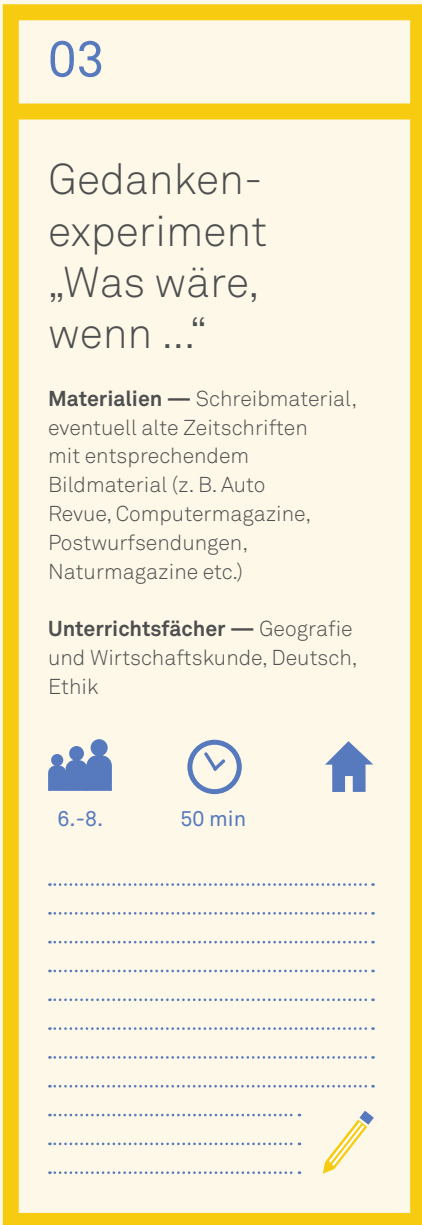 03
Gedanken-
experiment
„Was wäre,
wenn ...“
Materialien — Schreibmaterial,
eventuell alte Zeitschriften
mit entsprechendem
Bildmaterial (z. B. Auto
Revue, Computermagazine,
Postwurfsendungen,
Naturmagazine etc.)
Unterrichtsfächer — Geografie
und Wirtschaftskunde, Deutsch,
Ethik
6.-8.
50 min